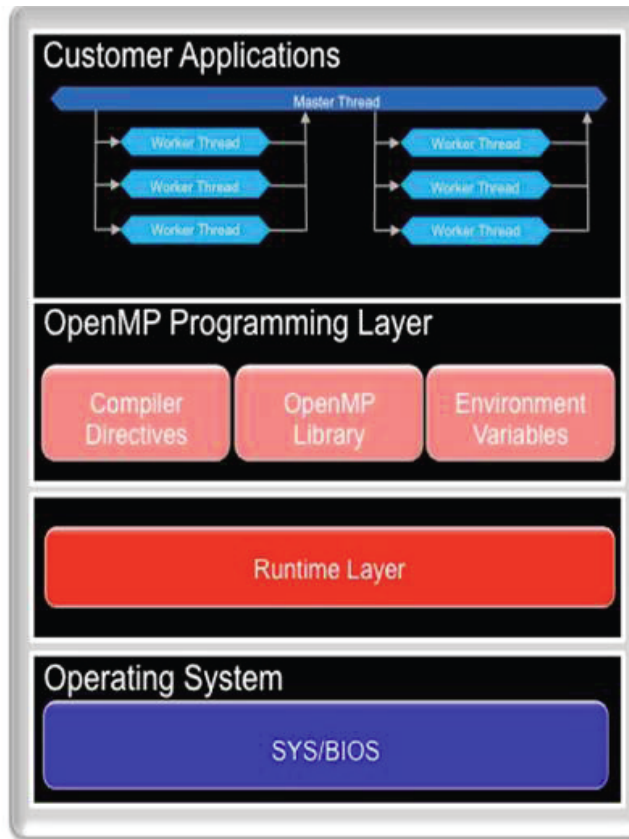 Customer Applications
Master Thread
Worker Thread
Worker Thread
Worker Thread
Worker Thread
Worker Thread
Worker Thread
OpenMP Programming Layer
Compiler
Directives
OpenMP
Library
Environment
Variables
Runtime Layer
Operating System
SYS/BIOS